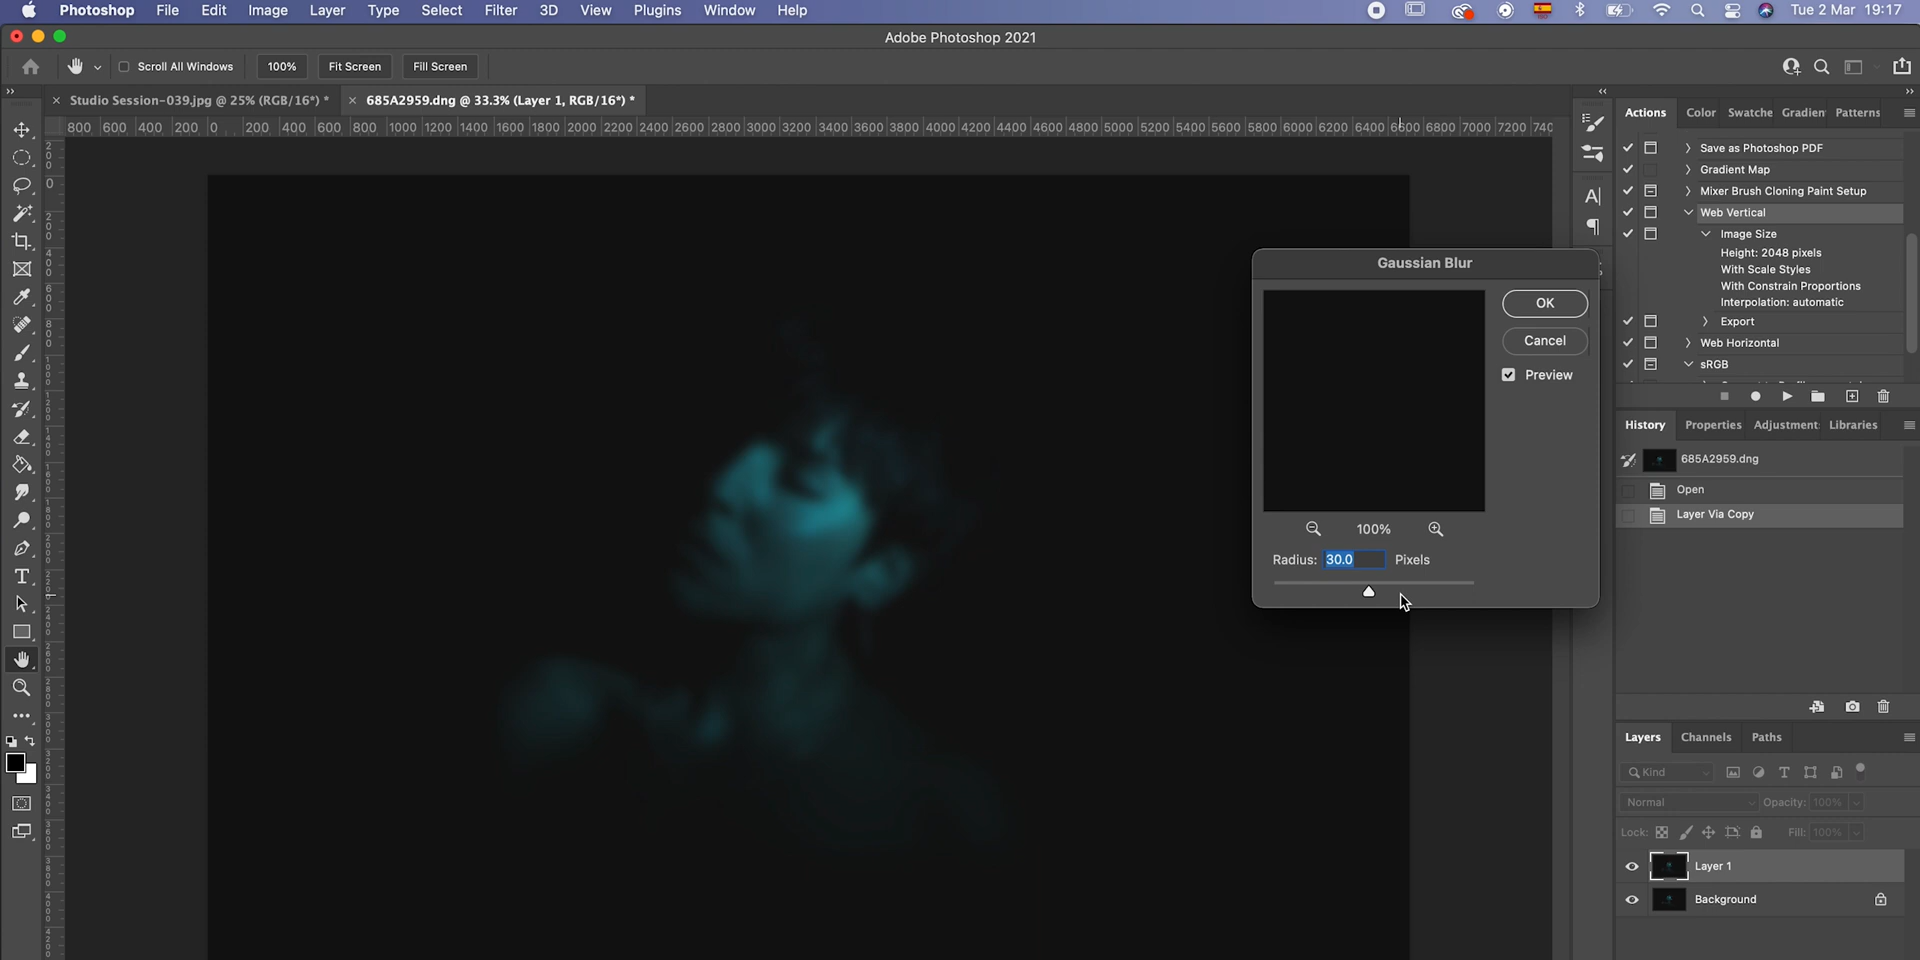 Photoshop File Edit Image Layer Type Select Filter 3D View Plugins Window Help Tue 2 Mar 19:17
Adobe Photoshop 2021
Scroll All Windows 100% Fit Screen Fill Screen
Studio Session-039.jpg @ 25% (RGB/16*) * 685A2959.dng @ 33.3% (Layer 1, RGB/16*) *
800 600 400 200 0 200 400 600 800 1000 1200 1400 1600 1800 2000 2200 2400 2600 2800 3000 3200 3400 3600 3800 4000 4200 4400 4600 4800 5000 5200 5400 5600 5800 6000 6200 6400 6600 6800 7000 7200 740
Actions Color Swatche Gradien Patterns
Save as Photoshop PDF
Gradient Map
Mixer Brush Cloning Paint Setup
Web Vertical
Image Size
Height: 2048 pixels
With Scale Styles
With Constrain Proportions
Interpolation: automatic
Export
Web Horizontal
sRGB
Gaussian Blur
OK
Cancel
Preview
100%
Radius: 30.0 Pixels
History Properties Adjustment Libraries
685A2959.dng
Open
Layer Via Copy
Layers Channels Paths
Kind
Normal Opacity: 100%
Lock: Fill: 100%
Layer 1
Background